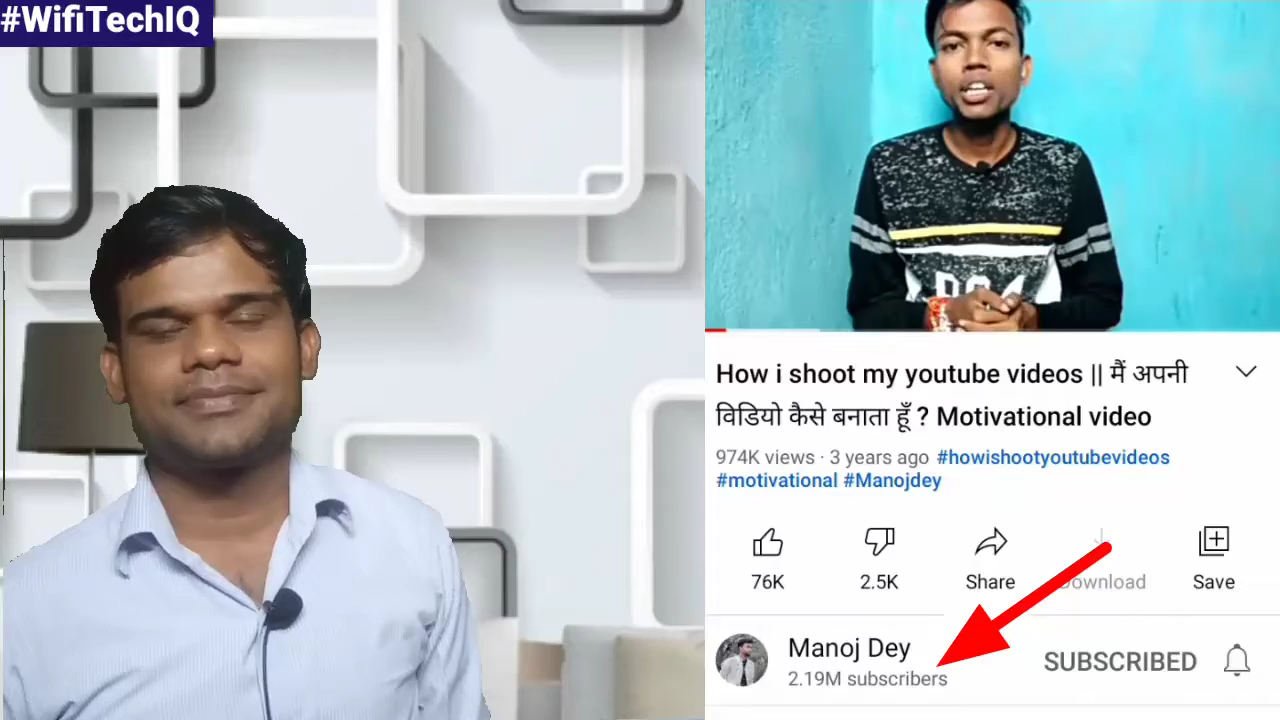 #WifiTechIQ
How i shoot my youtube videos || मैं अपनी
विडियो कैसे बनाता हूँ ? Motivational video
974K views · 3 years ago #howishootyoutubevideos
#motivational #Manojdey
76K
2.5K
Share
Download
Save
Manoj Dey
2.19M subscribers
SUBSCRIBED